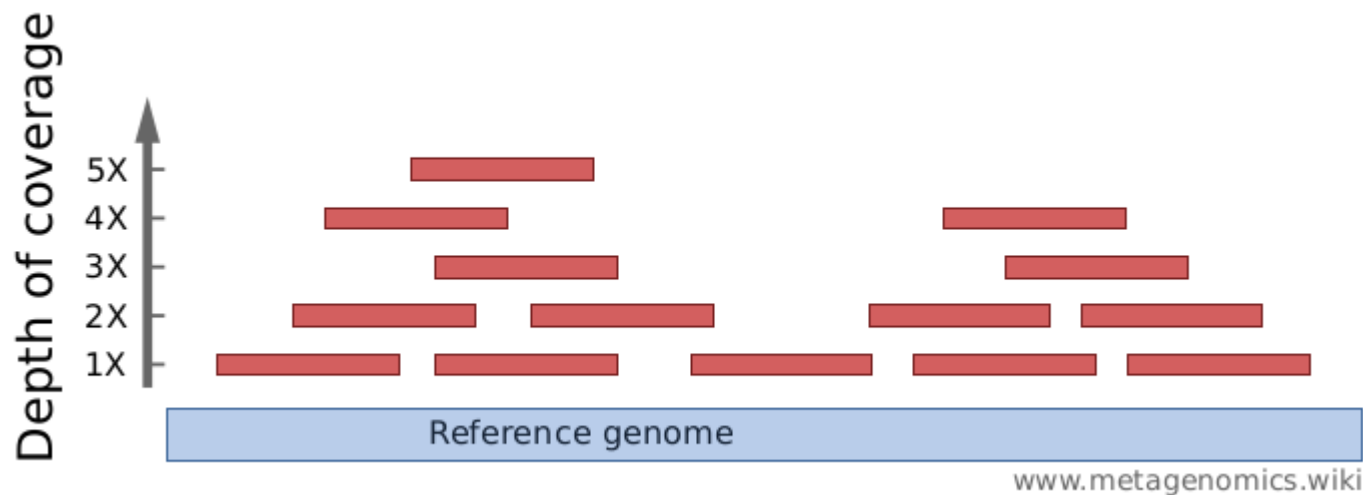 Depth of coverage
5X
4X
3X
2X
1X
Reference genome
www.metagenomics.wiki